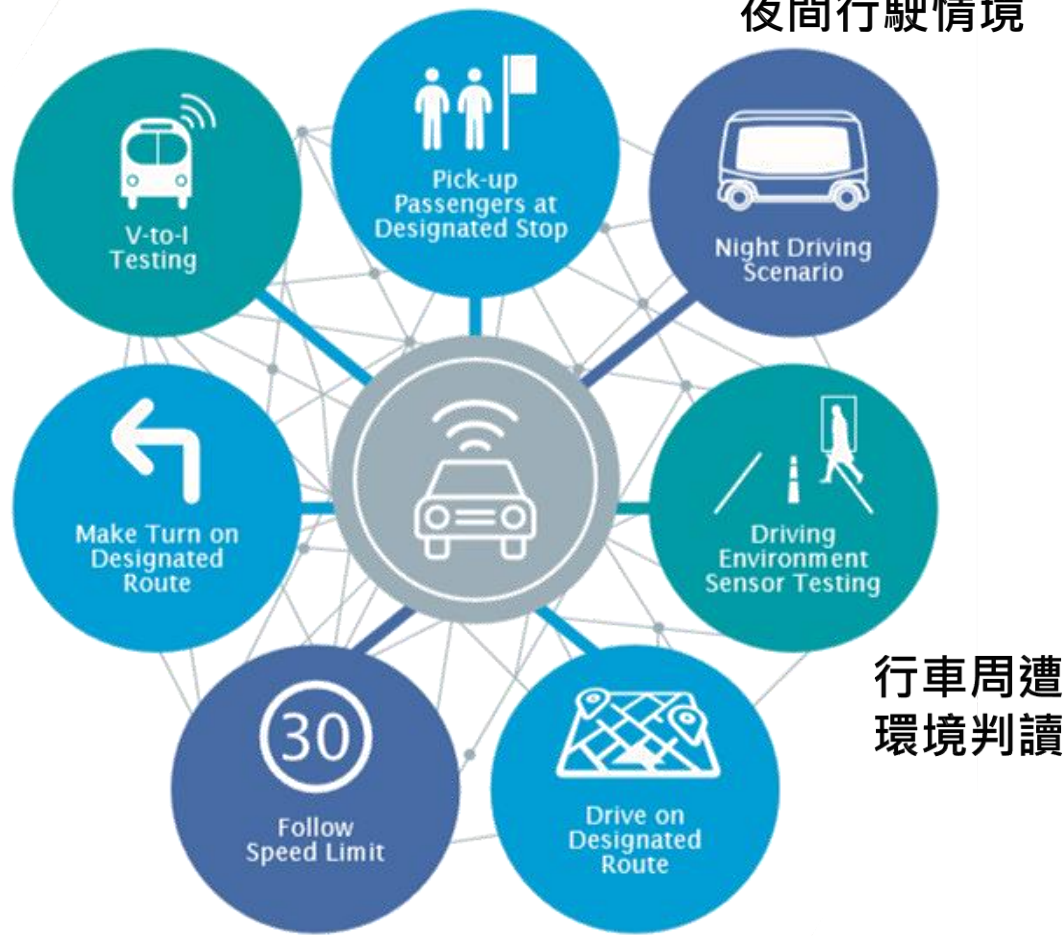 夜間行駛情境
V-to-I
Testing
Pick-up
Passengers at
Designated Stop
Night Driving
Scenario
Make Turn on
Designated
Route
Driving
Environment
Sensor Testing
行車周遭
環境判讀
30
Follow
Speed Limit
Drive on
Designated
Route